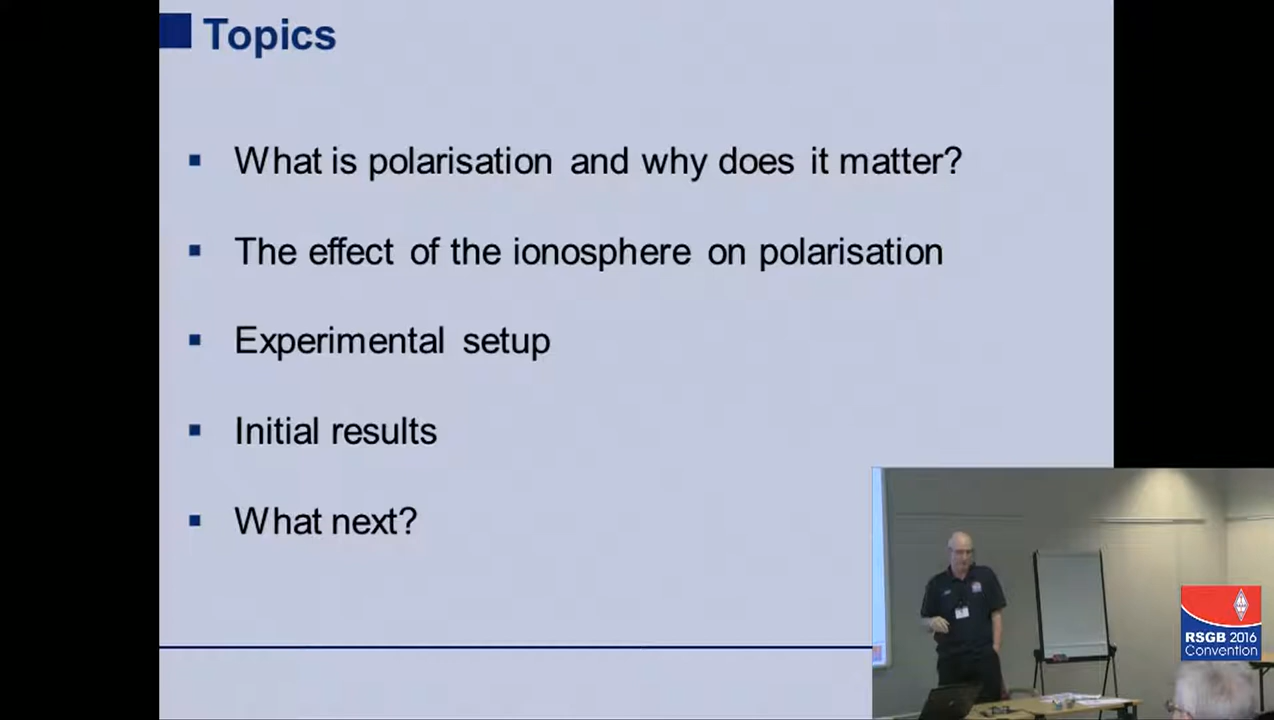 Topics
What is polarisation and why does it matter?
The effect of the ionosphere on polarisation
Experimental setup
Initial results
What next?
RSGB 2016
Convention